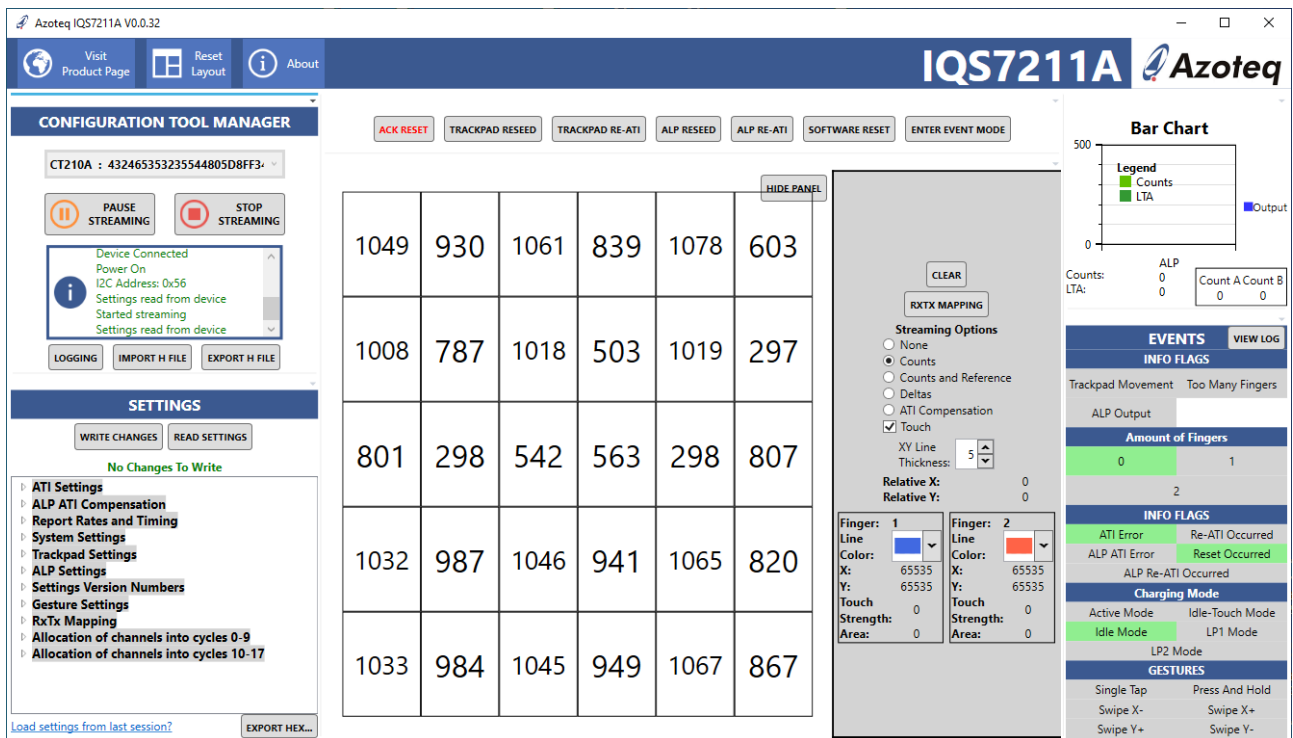 Azoteq IQS7211A V0.0.32
Visit
Product Page
Reset
Layout
i
About
IQS7211A
Azoteq
CONFIGURATION TOOL MANAGER
CT210A : 432465353235544805D8FF34
PAUSE
STREAMING
STOP
STREAMING
Device Connected
Power On
I2C Address: 0x56
Settings read from device
Started streaming
Settings read from device
LOGGING
IMPORT H FILE
EXPORT H FILE
SETTINGS
WRITE CHANGES
READ SETTINGS
No Changes To Write
ATI Settings
ALP ATI Compensation
Report Rates and Timing
System Settings
Trackpad Settings
ALP Settings
Settings Version Numbers
Gesture Settings
RxTx Mapping
Allocation of channels into cycles 0-9
Allocation of channels into cycles 10-17
Load settings from last session?
EXPORT HEX...
ACK RESET
TRACKPAD RESEED
TRACKPAD RE-ATI
ALP RESEED
ALP RE-ATI
SOFTWARE RESET
ENTER EVENT MODE
HIDE PANEL
1049 930 1061 839 1078 603
1008 787 1018 503 1019 297
801 298 542 563 298 807
1032 987 1046 941 1065 820
1033 984 1045 949 1067 867
CLEAR
RXTX MAPPING
Streaming Options
None
Counts
Counts and Reference
Deltas
ATI Compensation
Touch
XY Line
Thickness:
5
Relative X: 0
Relative Y: 0
Finger: 1
Line
Color:
X: 65535
Y: 65535
Touch
Strength: 0
Area: 0
Finger: 2
Line
Color:
X: 65535
Y: 65535
Touch
Strength: 0
Area: 0
Bar Chart
500
0
Legend
Counts
LTA
Output
ALP
Counts: 0
LTA: 0
Count A Count B
0 0
EVENTS
VIEW LOG
INFO FLAGS
Trackpad Movement Too Many Fingers
ALP Output
Amount of Fingers
0 1
2
INFO FLAGS
ATI Error Re-ATI Occurred
ALP ATI Error Reset Occurred
ALP Re-ATI Occurred
Charging Mode
Active Mode Idle-Touch Mode
Idle Mode LP1 Mode
LP2 Mode
GESTURES
Single Tap Press And Hold
Swipe X- Swipe X+
Swipe Y+ Swipe Y-